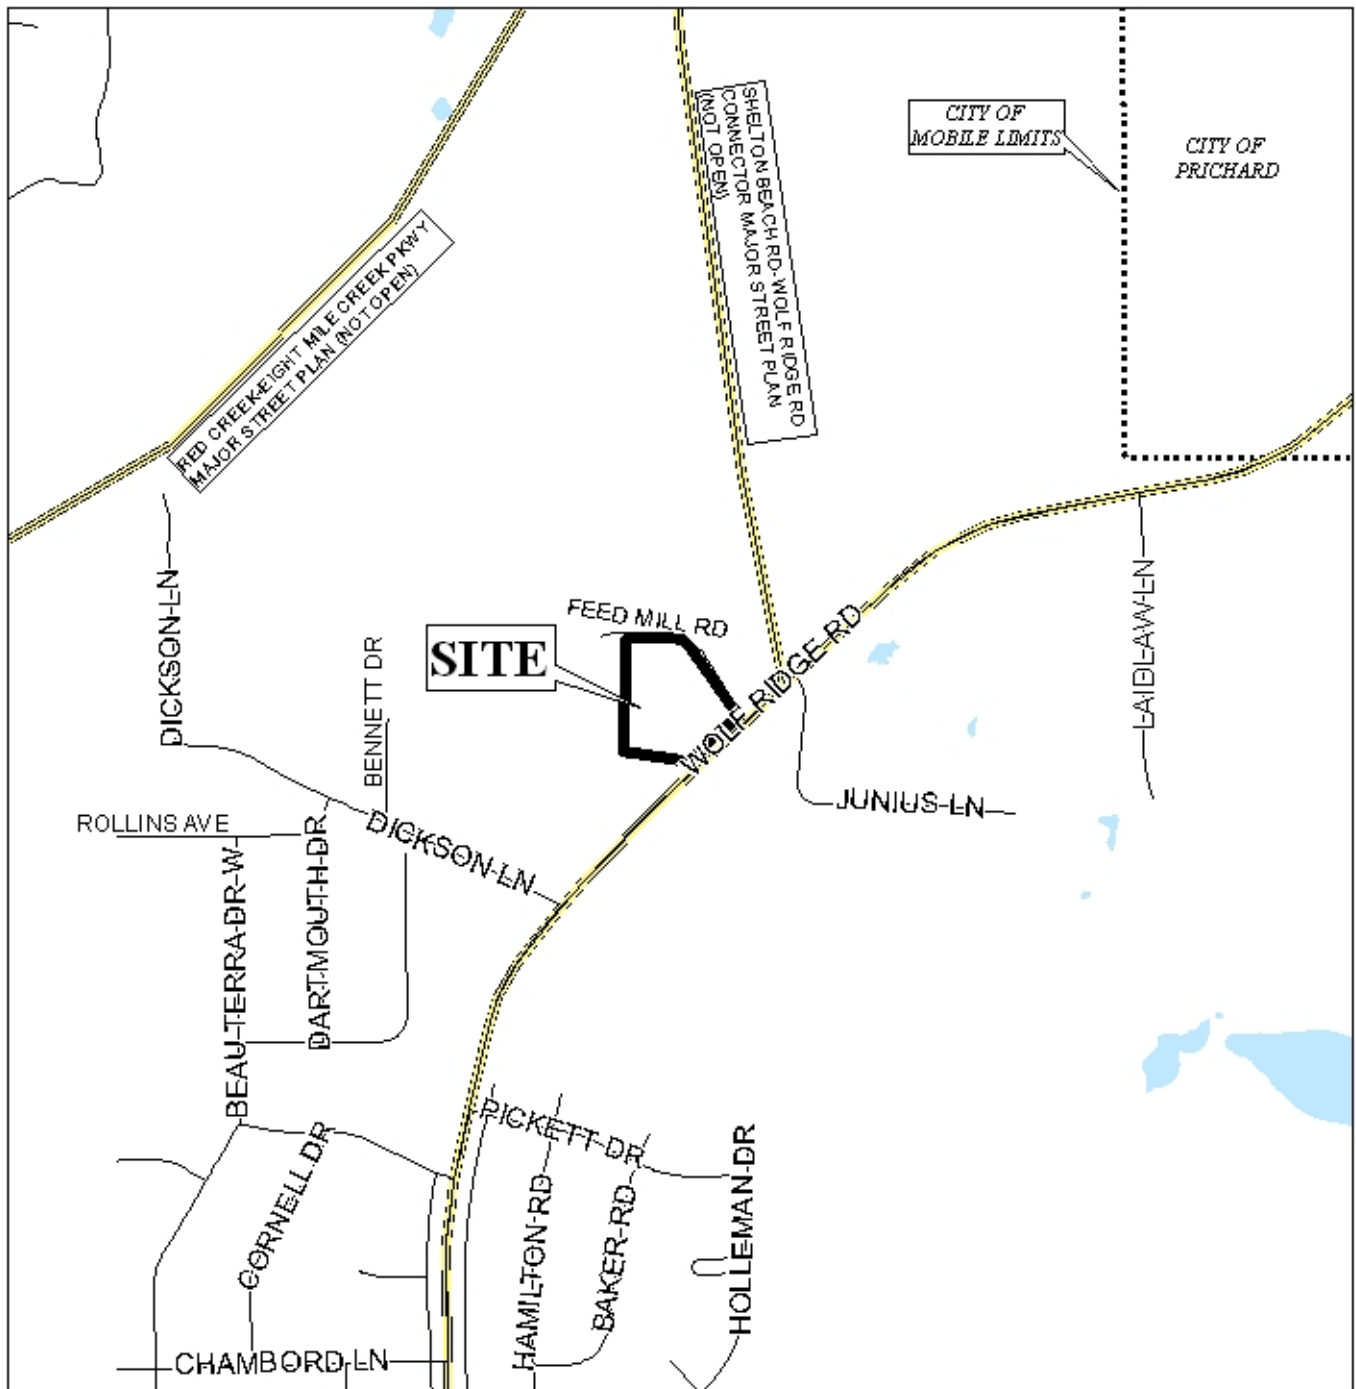 CITY OF
MOBILE LIMITS
CITY OF
PRICHARD
SHELTON BEACH RD-WOLF RIDGE RD
CONNECTOR MAJOR STREET PLAN
(NOT OPEN)
RED CREEK-EIGHT MILE CREEK PKWY
MAJOR STREET PLAN (NOT OPEN)
DICKSON-LN
FEED MILL RD
SITE
BENNETT DR
WOLF RIDGE-RD
LAIDLAW-LN
JUNIUS-LN
ROLLINS AVE
DICKSON-LN
BEAU-TERRA-DR-W
DARTMOUTH-DR
PICKETT-DR
CORNELL DR
HAMILTON-RD
BAKER-RD
HOLLEMAN-DR
CHAMBORD-LN